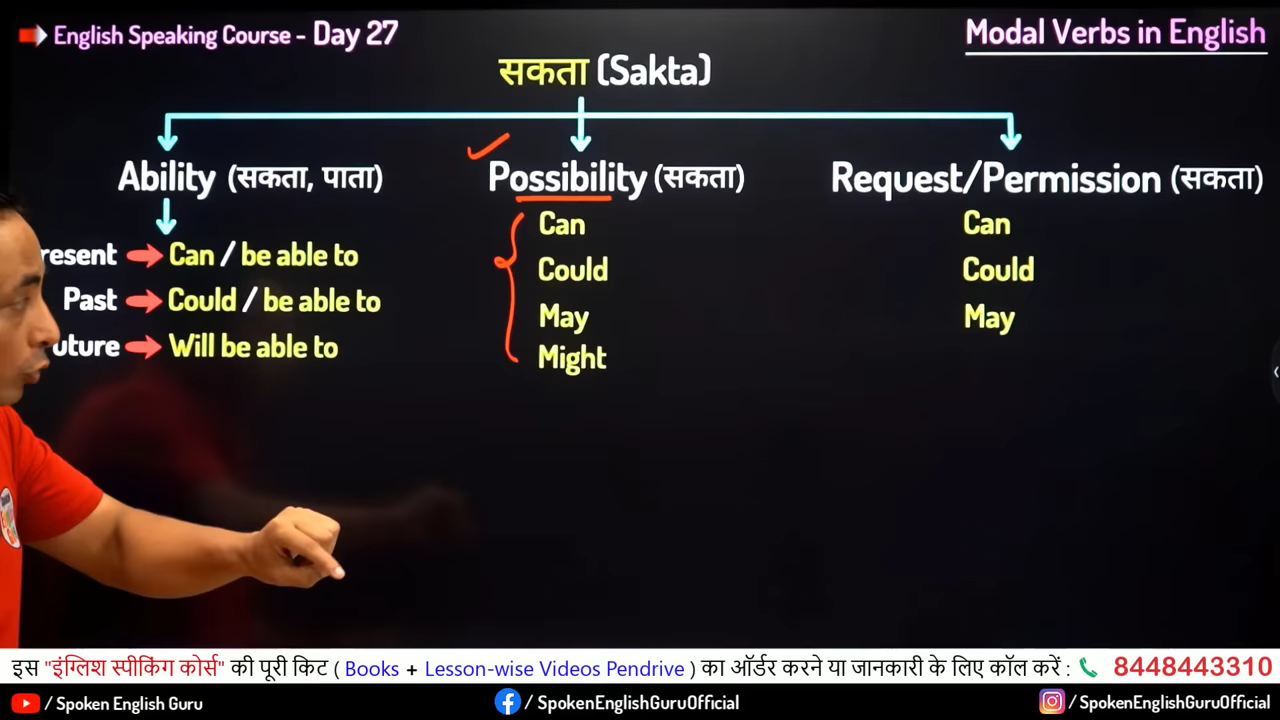 English Speaking Course - Day 27
Modal Verbs in English
सकता (Sakta)
Ability (सकता, पाता)
Possibility (सकता)
Request/Permission (सकता)
resent Can / be able to
Past Could / be able to
uture Will be able to
Can
Could
May
Might
Can
Could
May
इस "इंग्लिश स्पीकिंग कोर्स" की पूरी किट ( Books + Lesson-wise Videos Pendrive ) का ऑर्डर करने या जानकारी के लिए कॉल करें : 8448443310
/ Spoken English Guru
/ SpokenEnglishGuruOfficial
/ SpokenEnglishGuruOfficial